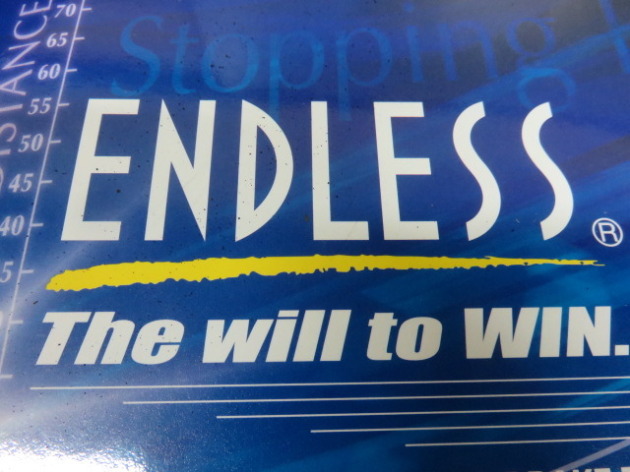 Stopping
DISTANCE
70
65
60
55
50
45
40
ENDLESS®
The will to WIN.